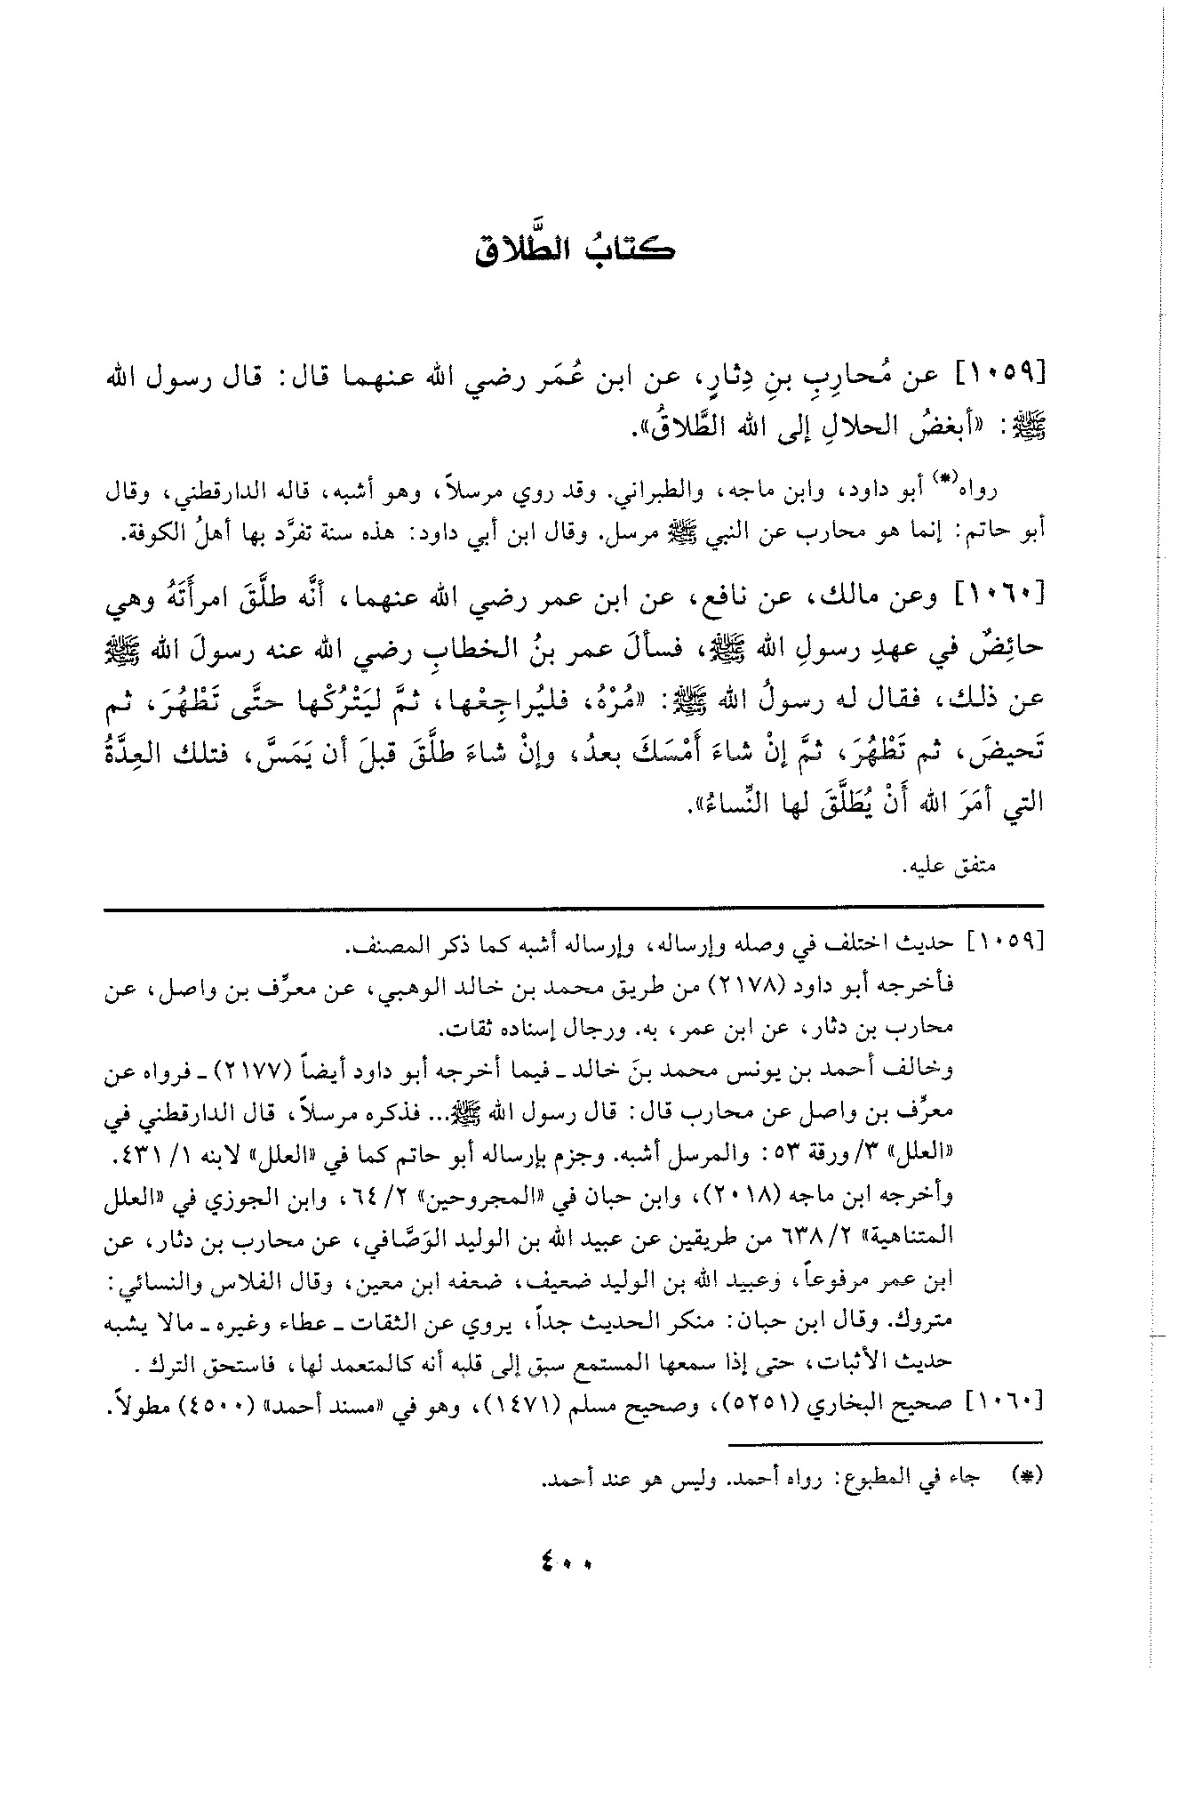 كتابُ الطَّلاق
[١٠٥٩] عن مُحارِبِ بنِ دِثارٍ، عن ابن عُمَر رضي الله عنهما قال: قال رسول الله
ﷺ: «أبغضُ الحلالِ إلى الله الطَّلاقُ».
رواه(*) أبو داود، وابن ماجه، والطبراني. وقد روي مرسلاً، وهو أشبه، قاله الدارقطني، وقال
أبو حاتم: إنما هو محارب عن النبي ﷺ مرسل. وقال ابن أبي داود: هذه سنة تفرَّد بها أهلُ الكوفة.
[١٠٦٠] وعن مالك، عن نافع، عن ابن عمر رضي الله عنهما، أنَّه طلَّقَ امرأَتَهُ وهي
حائِضٌ في عهدِ رسولِ الله ﷺ، فسألَ عمر بنُ الخطابِ رضي الله عنه رسولَ الله ﷺ
عن ذلك، فقال له رسولُ الله ﷺ: «مُرْهُ، فليُراجِعْها، ثمَّ ليَتْرُكْها حتَّى تَطْهُرَ، ثم
تَحيضَ، ثم تَطْهُرَ، ثمَّ إنْ شاءَ أَمْسَكَ بعدُ، وإنْ شاءَ طلَّقَ قبلَ أن يَمَسَّ، فتلك العِدَّةُ
التي أمَرَ الله أَنْ يُطَلَّقَ لها النِّساءُ».
متفق عليه.
[١٠٥٩] حديث اختلف في وصله وإرساله، وإرساله أشبه كما ذكر المصنف.
فأخرجه أبو داود (٢١٧٨) من طريق محمد بن خالد الوهبي، عن معرِّف بن واصل، عن
محارب بن دثار، عن ابن عمر، به. ورجال إسناده ثقات.
وخالف أحمد بن يونس محمد بنَ خالد ـ فيما أخرجه أبو داود أيضاً (٢١٧٧) ـ فرواه عن
معرِّف بن واصل عن محارب قال: قال رسول الله ﷺ... فذكره مرسلاً، قال الدارقطني في
«العلل» ٣/ ورقة ٥٣: والمرسل أشبه. وجزم بإرساله أبو حاتم كما في «العلل» لابنه ١/ ٤٣١.
وأخرجه ابن ماجه (٢٠١٨)، وابن حبان في «المجروحين» ٢/ ٦٤، وابن الجوزي في «العلل
المتناهية» ٢/ ٦٣٨ من طريقين عن عبيد الله بن الوليد الوَصَّافي، عن محارب بن دثار، عن
ابن عمر مرفوعاً، وعبيد الله بن الوليد ضعيف، ضعفه ابن معين، وقال الفلاس والنسائي:
متروك. وقال ابن حبان: منكر الحديث جداً، يروي عن الثقات ـ عطاء وغيره ـ مالا يشبه
حديث الأثبات، حتى إذا سمعها المستمع سبق إلى قلبه أنه كالمتعمد لها، فاستحق الترك .
[١٠٦٠] صحيح البخاري (٥٢٥١)، وصحيح مسلم (١٤٧١)، وهو في «مسند أحمد» (٤٥٠٠) مطولاً.
(*) جاء في المطبوع: رواه أحمد. وليس هو عند أحمد.
٤٠٠